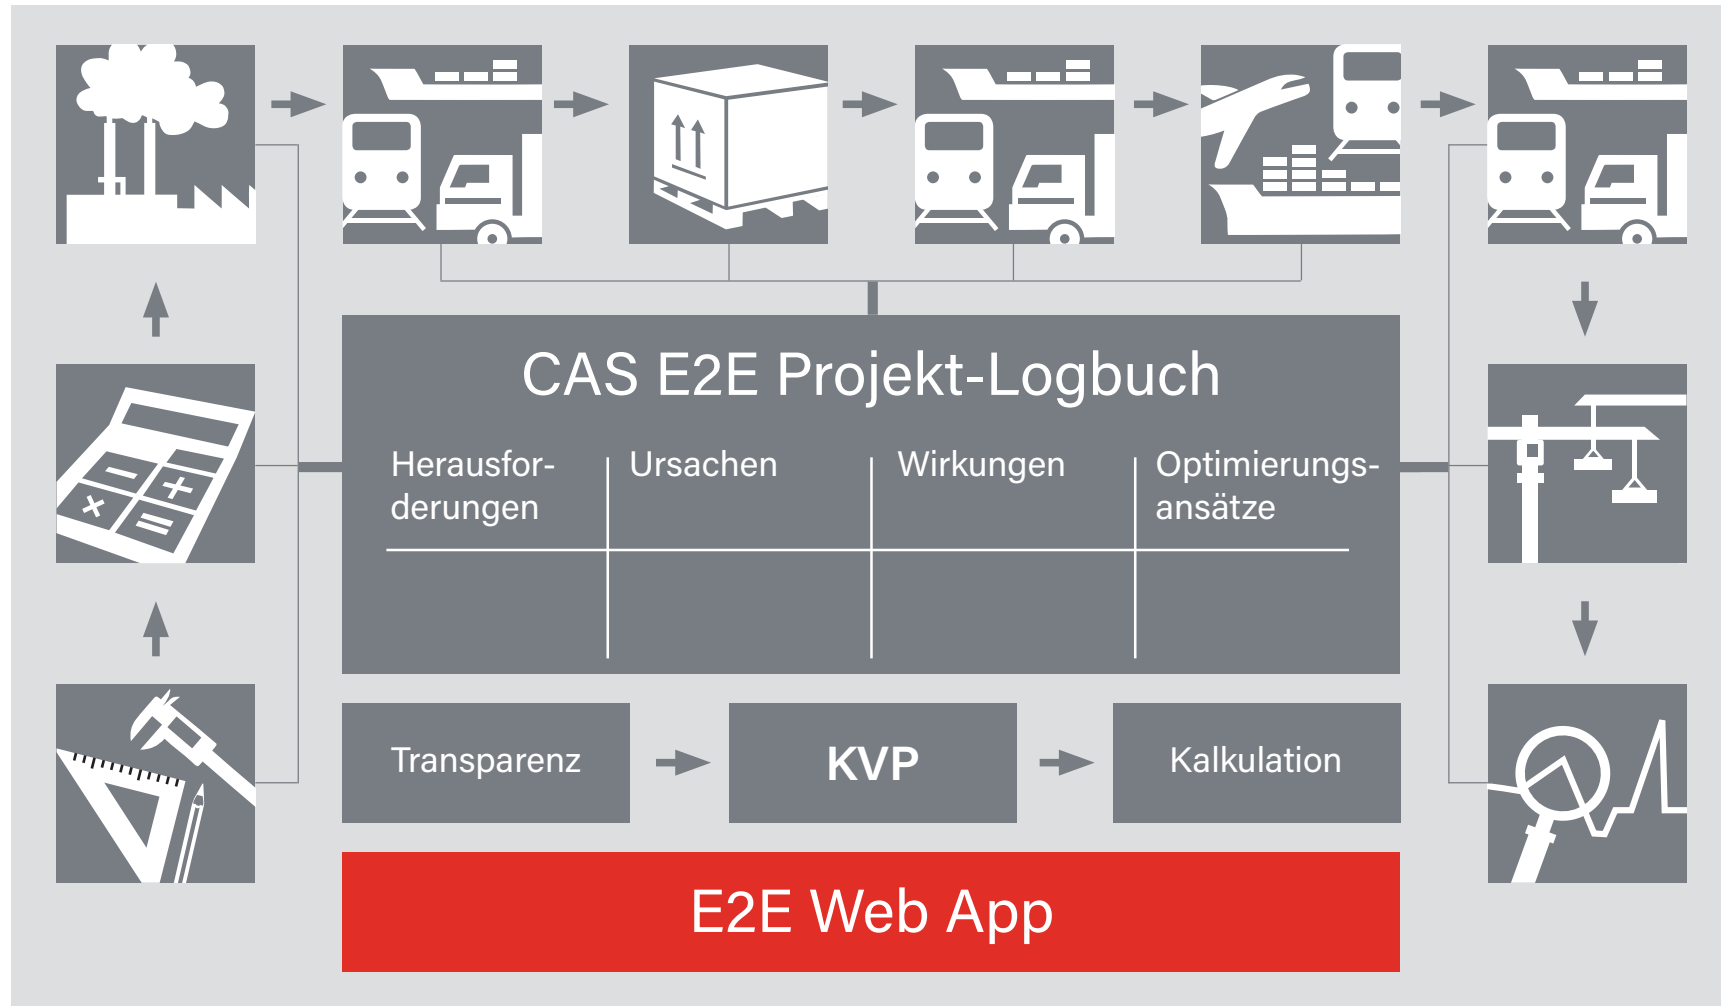 CAS E2E Projekt-Logbuch
Herausfor-
derungen
Ursachen
Wirkungen
Optimierungs-
ansätze
Transparenz
KVP
Kalkulation
E2E Web App